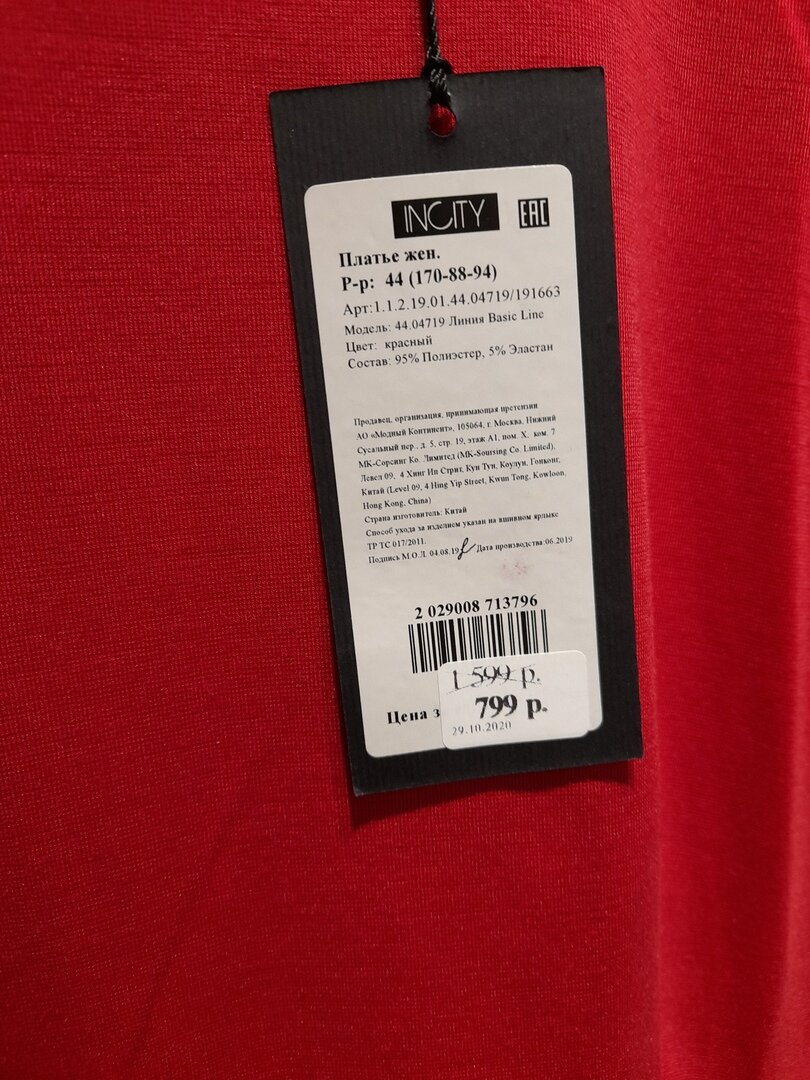 INCITY EAC
Платье жен.
Р-р: 44 (170-88-94)
Арт:1.1.2.19.01.44.04719/191663
Модель: 44.04719 Линия Basic Line
Цвет: красный
Состав: 95% Полиэстер, 5% Эластан
Продавец, организация, принимающая претензии
АО «Модный Континент», 105064, г. Москва, Нижний
Сусальный пер., д. 5, стр. 19, этаж А1, пом. X, ком. 7
МК-Сорсинг Ко. Лимитед (MK-Soursing Co. Limited),
Левел 09, 4 Хинг Ип Стрит, Кун Тун, Коулун, Гонконг,
Китай (Level 09, 4 Hing Yip Street, Kwun Tong, Kowloon,
Hong Kong, China)
Страна изготовитель: Китай
Способ ухода за изделием указан на вшивном ярлыке
ТР ТС 017/2011.
Подпись М.О.Л. 04.08.19 Дата производства:06.2019
2 029008 713796
1 599 р.
Цена з 799 р.
29.10.2020